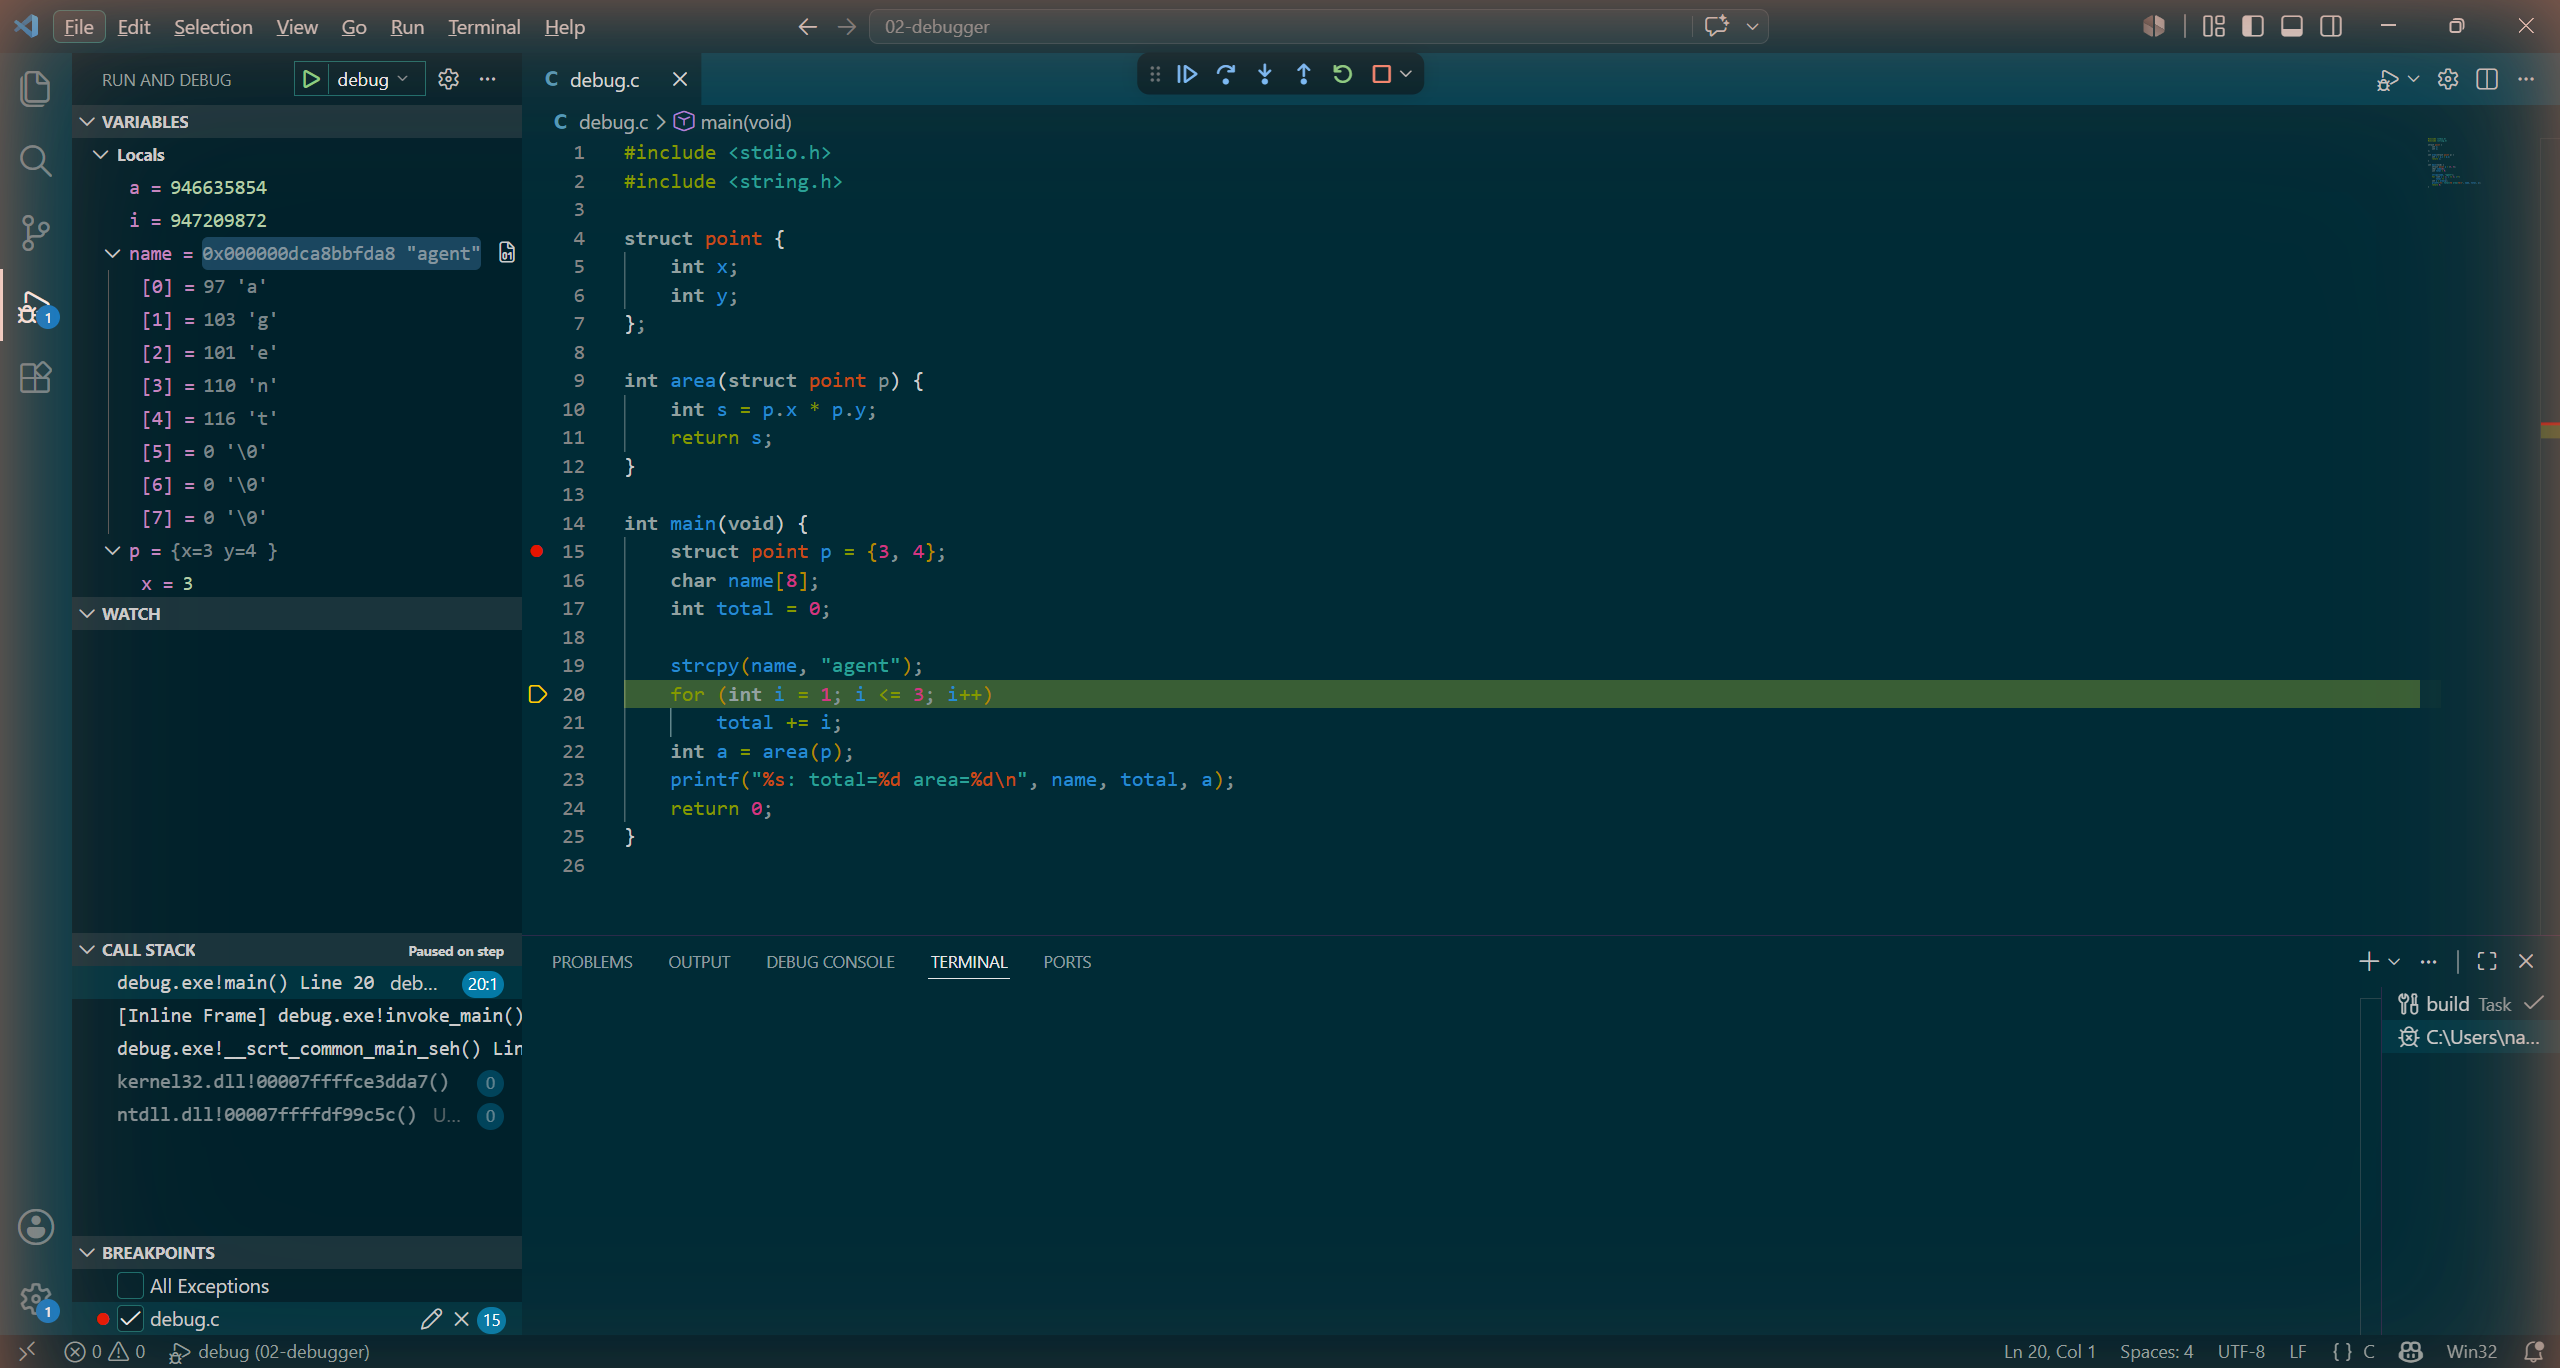 File Edit Selection View Go Run Terminal Help
02-debugger
RUN AND DEBUG
debug
VARIABLES
Locals
a = 946635854
i = 947209872
name = 0x000000dca8bbfda8 "agent"
[0] = 97 'a'
[1] = 103 'g'
[2] = 101 'e'
[3] = 110 'n'
[4] = 116 't'
[5] = 0 '\0'
[6] = 0 '\0'
[7] = 0 '\0'
p = {x=3 y=4 }
x = 3
WATCH
CALL STACK Paused on step
debug.exe!main() Line 20 deb... 20:1
[Inline Frame] debug.exe!invoke_main()
debug.exe!__scrt_common_main_seh() Lin
kernel32.dll!00007ffffce3dda7() 0
ntdll.dll!00007ffffdf99c5c() U... 0
BREAKPOINTS
All Exceptions
debug.c 15
1
1
C debug.c
C debug.c > main(void)
1 #include <stdio.h>
2 #include <string.h>
3
4 struct point {
5     int x;
6     int y;
7 };
8
9 int area(struct point p) {
10     int s = p.x * p.y;
11     return s;
12 }
13
14 int main(void) {
15     struct point p = {3, 4};
16     char name[8];
17     int total = 0;
18
19     strcpy(name, "agent");
20     for (int i = 1; i <= 3; i++)
21         total += i;
22     int a = area(p);
23     printf("%s: total=%d area=%d\n", name, total, a);
24     return 0;
25 }
26
PROBLEMS OUTPUT DEBUG CONSOLE TERMINAL PORTS
build Task
C:\Users\na...
0 0 debug (02-debugger)
Ln 20, Col 1 Spaces: 4 UTF-8 LF {} C Win32